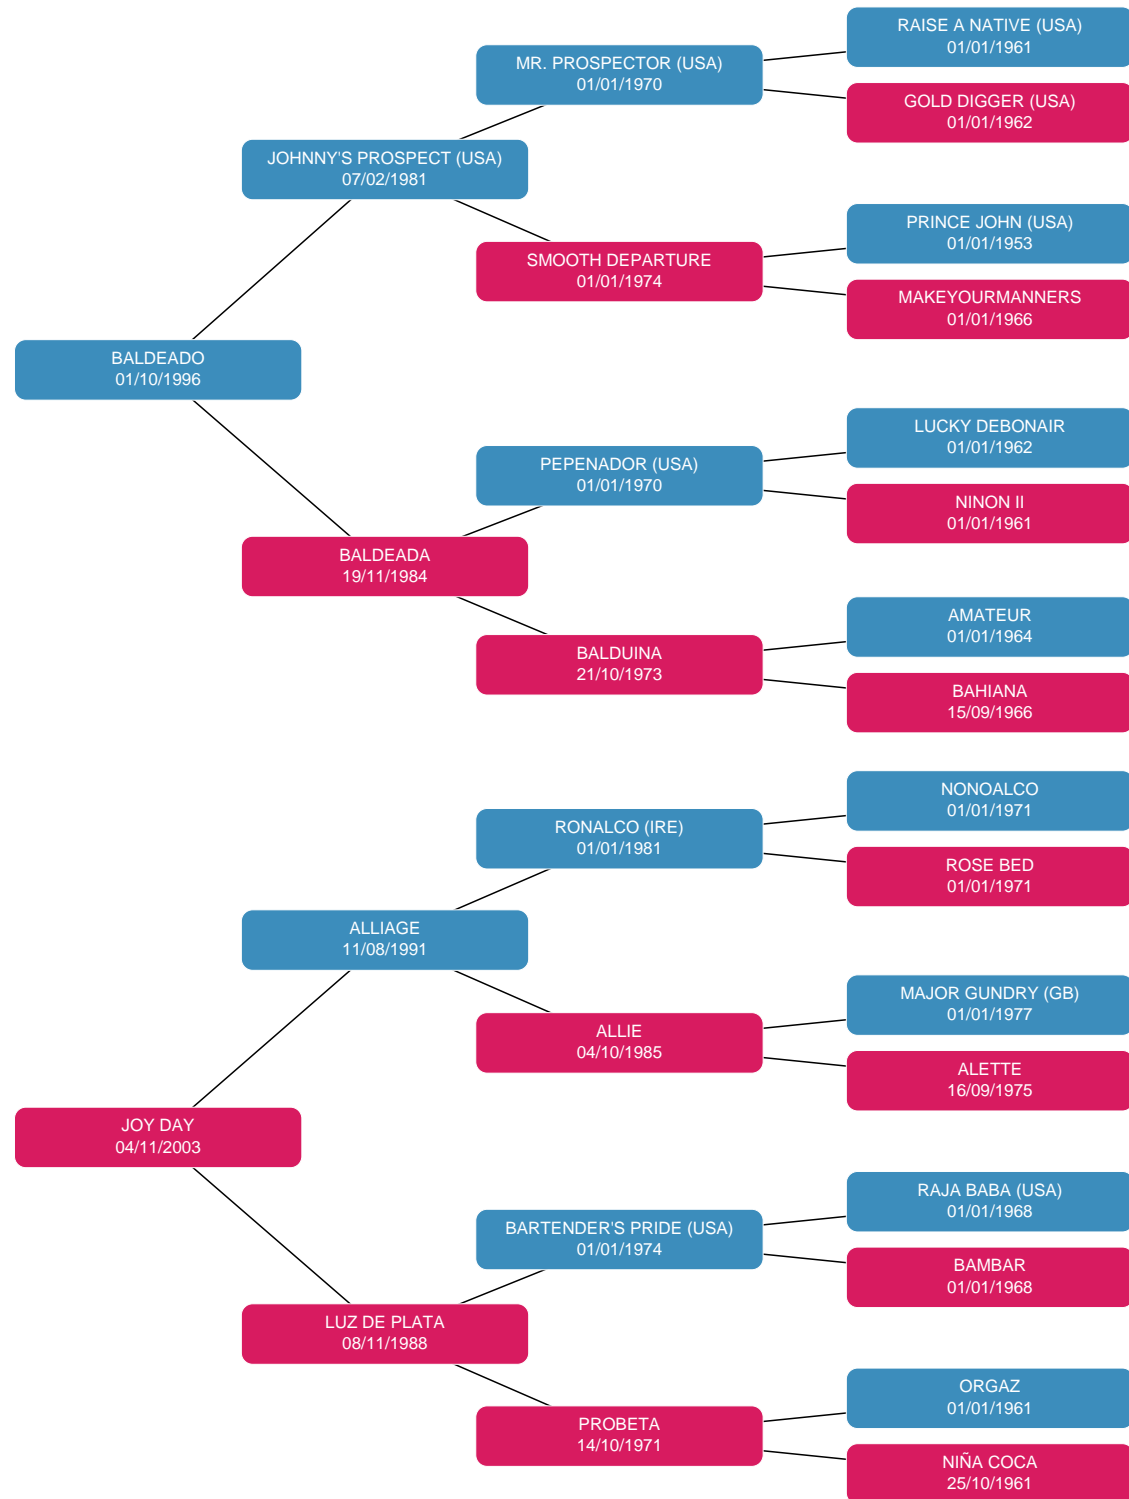 RAISE A NATIVE (USA)
01/01/1961
MR. PROSPECTOR (USA)
01/01/1970
GOLD DIGGER (USA)
01/01/1962
JOHNNY'S PROSPECT (USA)
07/02/1981
PRINCE JOHN (USA)
01/01/1953
SMOOTH DEPARTURE
01/01/1974
MAKEYOURMANNERS
01/01/1966
BALDEADO
01/10/1996
LUCKY DEBONAIR
01/01/1962
PEPENADOR (USA)
01/01/1970
NINON II
01/01/1961
BALDEADA
19/11/1984
AMATEUR
01/01/1964
BALDUINA
21/10/1973
BAHIANA
15/09/1966
NONOALCO
01/01/1971
RONALCO (IRE)
01/01/1981
ROSE BED
01/01/1971
ALLIAGE
11/08/1991
MAJOR GUNDRY (GB)
01/01/1977
ALLIE
04/10/1985
ALETTE
16/09/1975
JOY DAY
04/11/2003
RAJA BABA (USA)
01/01/1968
BARTENDER'S PRIDE (USA)
01/01/1974
BAMBAR
01/01/1968
LUZ DE PLATA
08/11/1988
ORGAZ
01/01/1961
PROBETA
14/10/1971
NIÑA COCA
25/10/1961